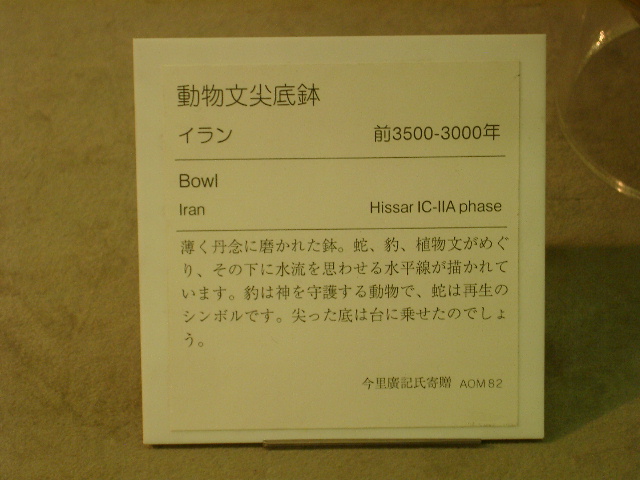 動物文尖底鉢
イラン 前3500-3000年
Bowl
Iran Hissar IC-IIA phase
薄く丹念に磨かれた鉢。蛇、豹、植物文がめぐ
り、その下に水流を思わせる水平線が描かれて
います。豹は神を守護する動物で、蛇は再生の
シンボルです。尖った底は台に乗せたのでしょ
う。
今里廣記氏寄贈 AOM 82